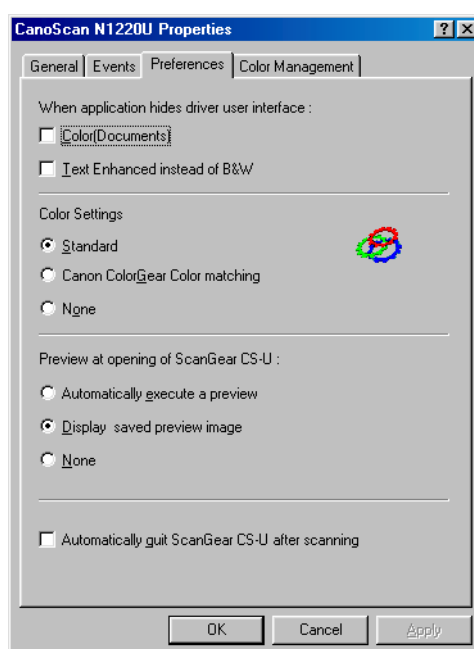 CanoScan N1220U Properties
General Events Preferences Color Management
When application hides driver user interface :
Color(Documents)
Text Enhanced instead of B&W
Color Settings
Standard
Canon ColorGear Color matching
None
Preview at opening of ScanGear CS-U :
Automatically execute a preview
Display saved preview image
None
Automatically quit ScanGear CS-U after scanning
OK Cancel Apply